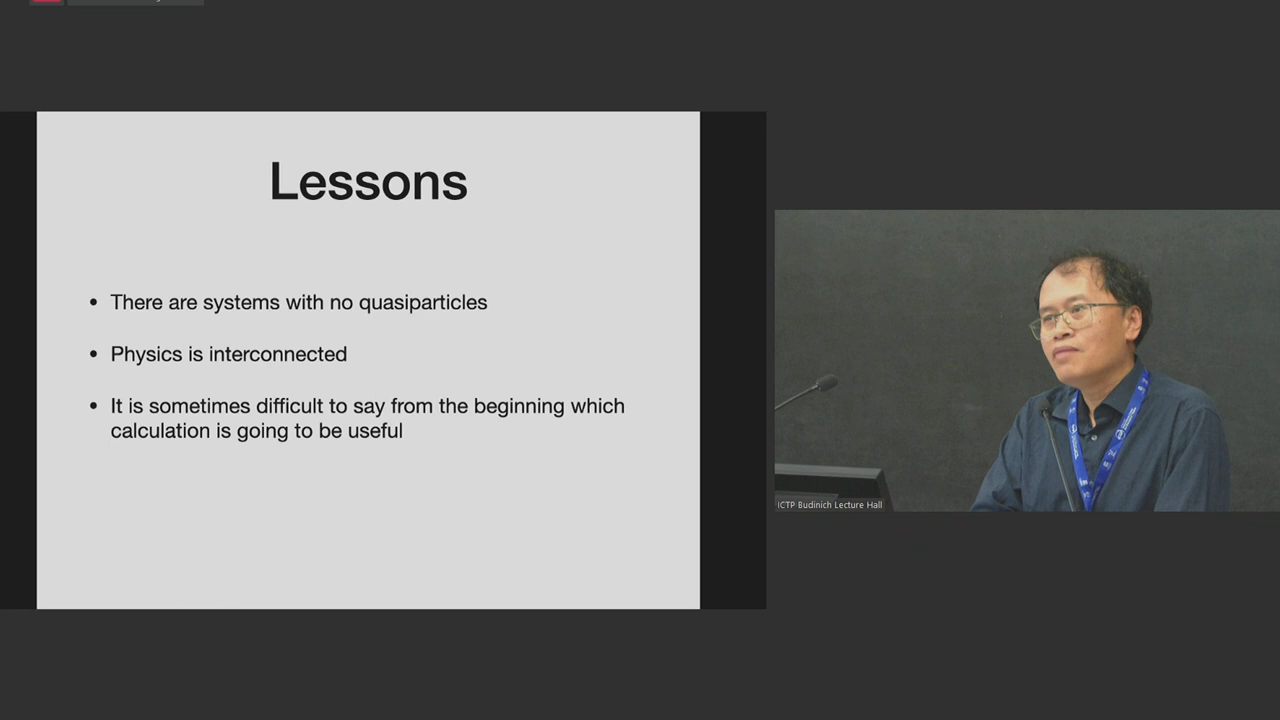 Lessons
• There are systems with no quasiparticles
• Physics is interconnected
• It is sometimes difficult to say from the beginning which
calculation is going to be useful
ICTP Budinich Lecture Hall